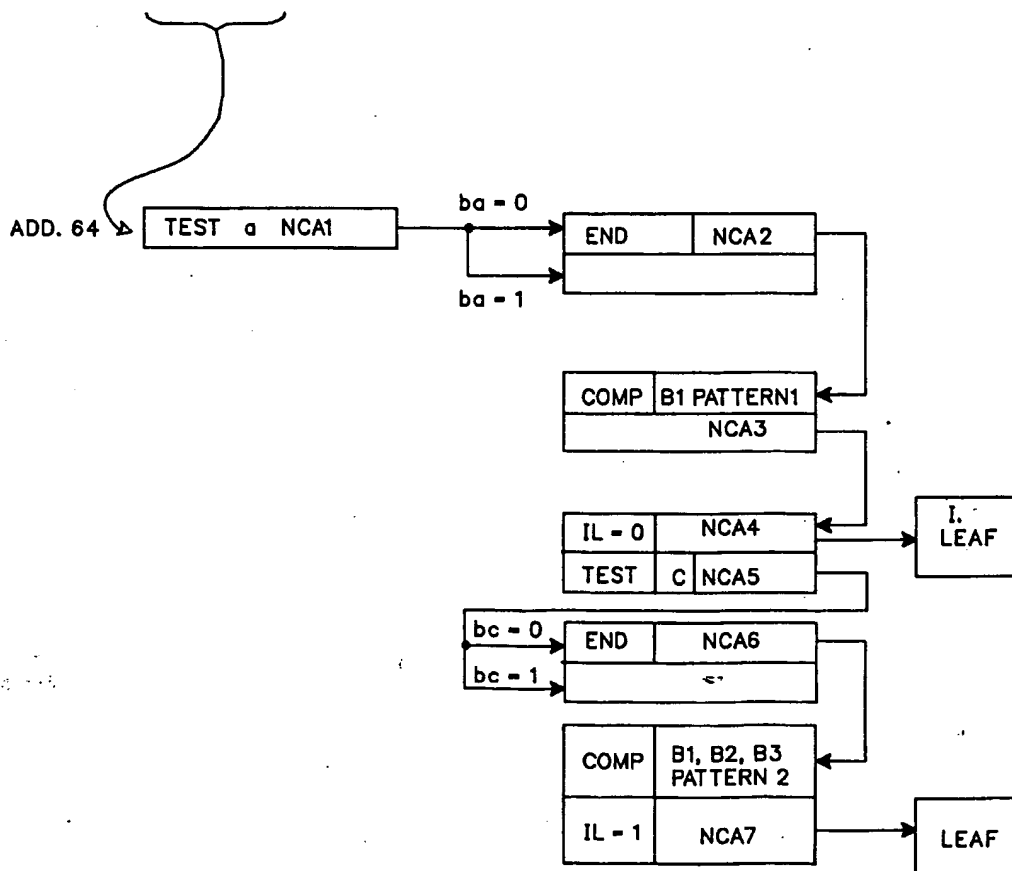 ba = 0
ADD. 64 TEST a NCA1
END NCA2
ba = 1
COMP B1 PATTERN1
NCA3
IL = 0 NCA4
I.
LEAF
TEST C NCA5
bc = 0
END NCA6
bc = 1
COMP B1, B2, B3
PATTERN 2
IL = 1 NCA7
LEAF